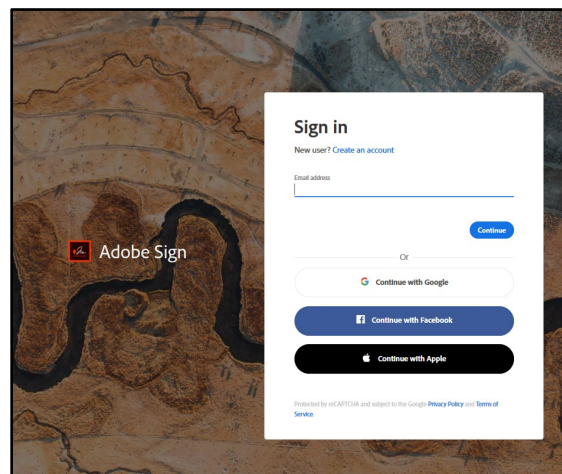 Sign in
New user? Create an account
Email address
Continue
Or
Adobe Sign
Continue with Google
Continue with Facebook
Continue with Apple
Protected by reCAPTCHA and subject to the Google Privacy Policy and Terms of
Service.